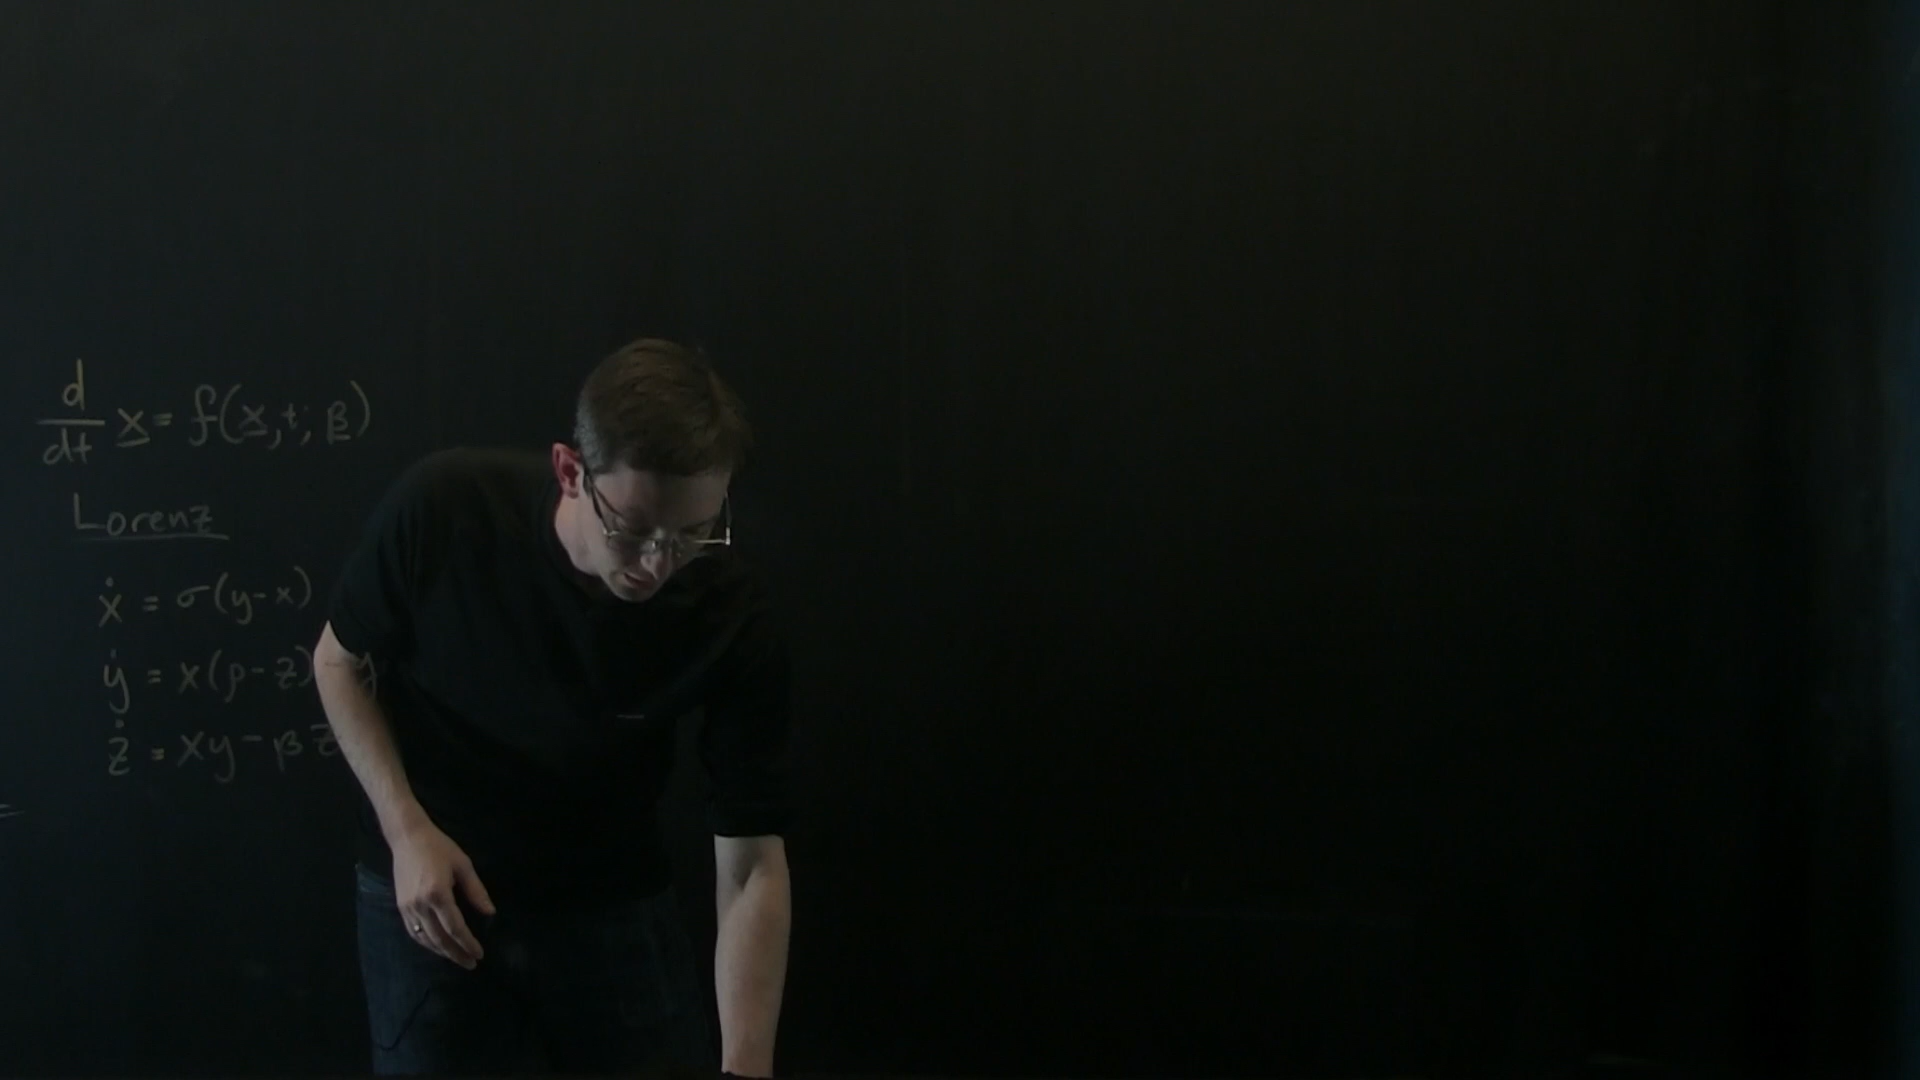 d/dt x = f(x, t; β)
Lorenz
ẋ = σ(y-x)
ẏ = x(ρ-z) - y
ż = xy - βz